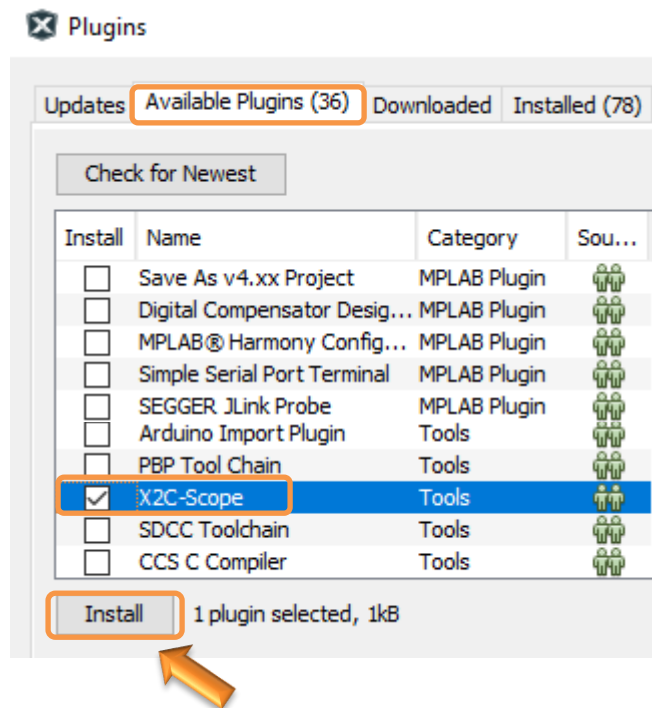 Plugins
Updates Available Plugins (36) Downloaded Installed (78)
Check for Newest
Install Name Category Sou...
Save As v4.xx Project MPLAB Plugin
Digital Compensator Desig... MPLAB Plugin
MPLAB® Harmony Config... MPLAB Plugin
Simple Serial Port Terminal MPLAB Plugin
SEGGER JLink Probe MPLAB Plugin
Arduino Import Plugin Tools
PBP Tool Chain Tools
X2C-Scope Tools
SDCC Toolchain Tools
CCS C Compiler Tools
Install 1 plugin selected, 1kB